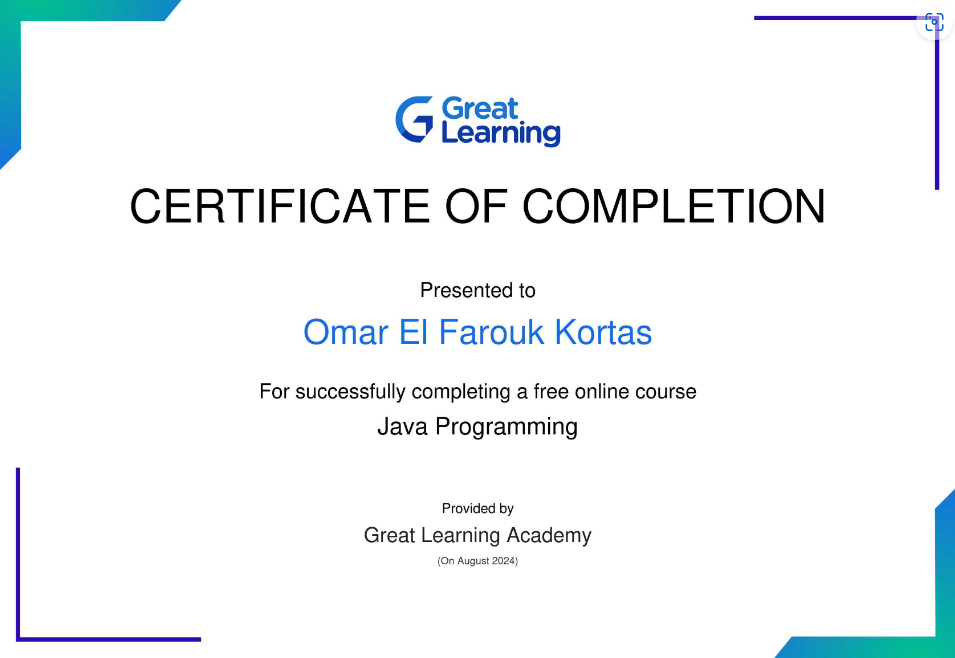 Great
Learning
CERTIFICATE OF COMPLETION
Presented to
Omar El Farouk Kortas
For successfully completing a free online course
Java Programming
Provided by
Great Learning Academy
(On August 2024)